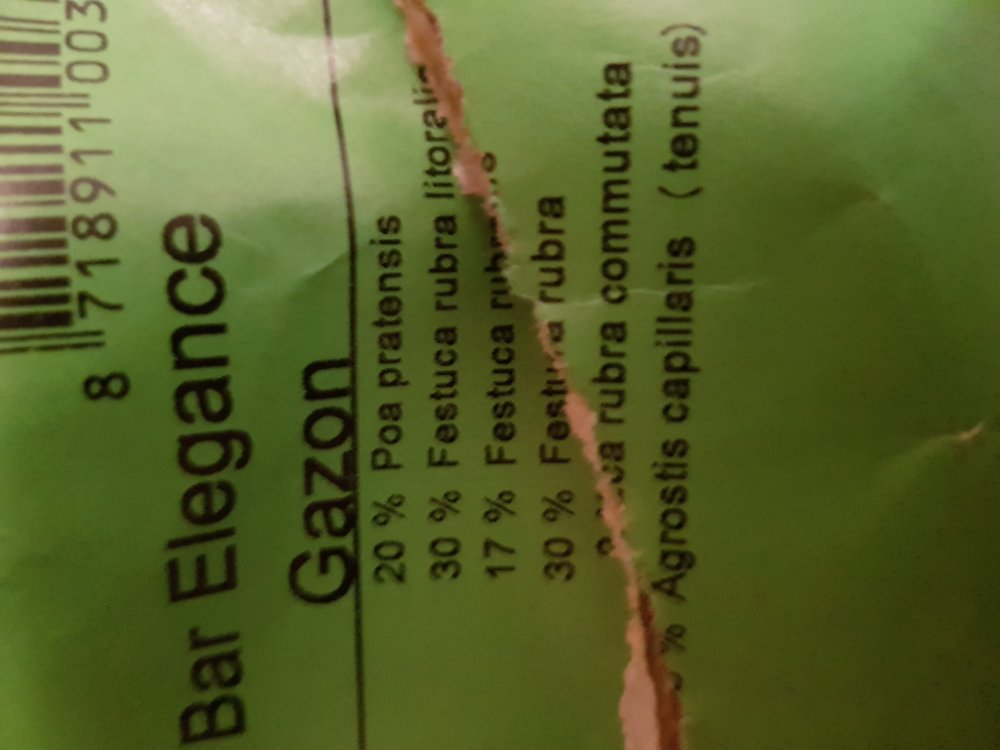 8 718911 003
Bar Elegance
Gazon
20 % Poa pratensis
30 % Festuca rubra litoralis
17 % Festuca
30 % Festuca rubra
rubra commutata
% Agrostis capillaris ( tenuis)